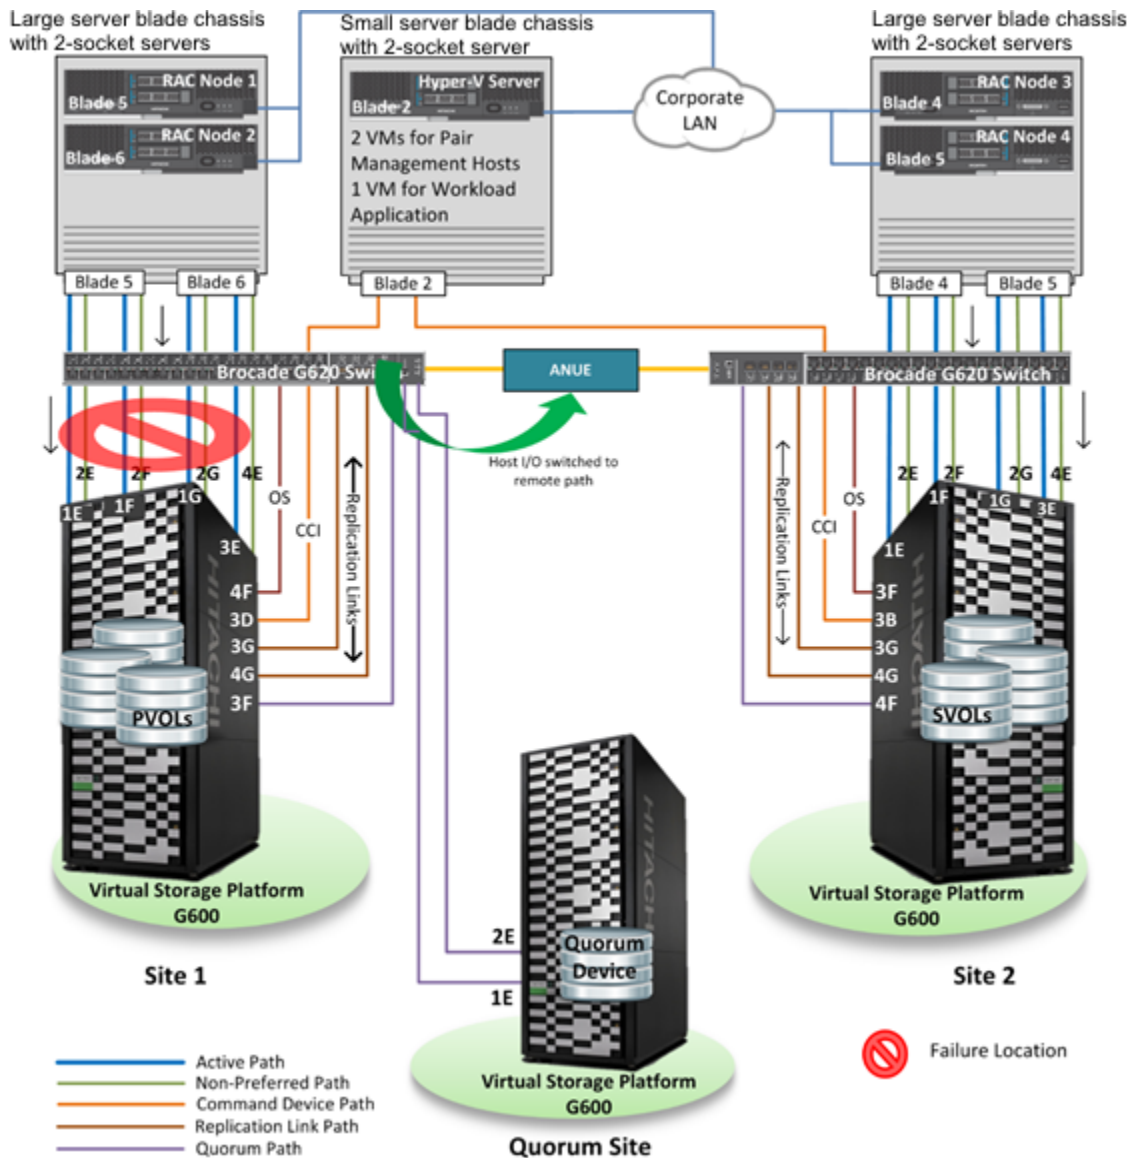 Large server blade chassis
with 2-socket servers
Small server blade chassis
with 2-socket server
Large server blade chassis
with 2-socket servers
RAC Node 1
Blade 5
RAC Node 2
Blade 6
Hyper-V Server
Blade 2
2 VMs for Pair
Management Hosts
1 VM for Workload
Application
Corporate
LAN
RAC Node 3
Blade 4
RAC Node 4
Blade 5
Blade 5
Blade 6
Blade 2
Blade 4
Blade 5
Brocade G620 Switch
ANUE
Brocade G620 Switch
Host I/O switched to
remote path
2E
2F
2G
4E
1E
1F
1G
3E
OS
CCI
Replication Links
4F
3D
3G
4G
3F
HITACHI
PVOLs
Virtual Storage Platform
G600
Site 1
2E
2F
2G
4E
1F
1G
3E
1E
Replication Links
CCI
OS
3F
3B
3G
4G
4F
HITACHI
SVOLs
Virtual Storage Platform
G600
Site 2
2E
1E
Quorum
Device
HITACHI
Virtual Storage Platform
G600
Quorum Site
Active Path
Non-Preferred Path
Command Device Path
Replication Link Path
Quorum Path
Failure Location